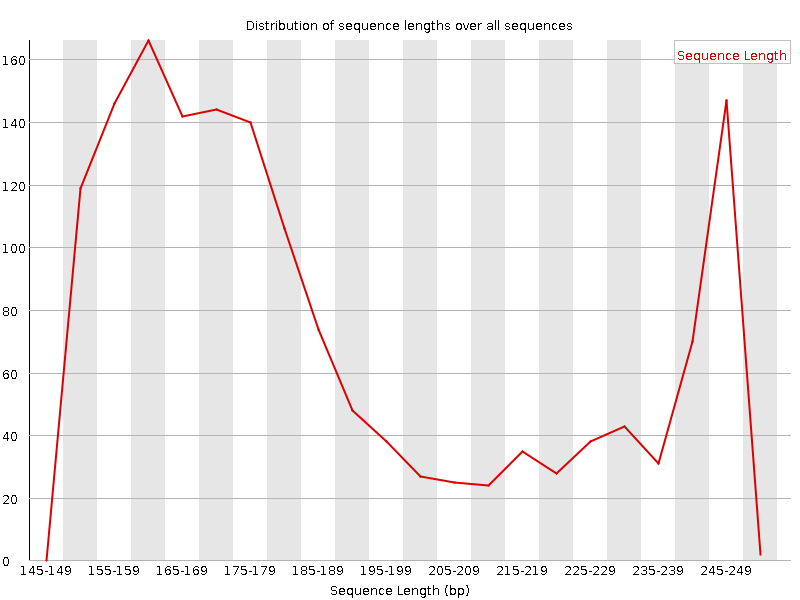 Distribution of sequence lengths over all sequences
Sequence Length
160
140
120
100
80
60
40
20
0
145-149 155-159 165-169 175-179 185-189 195-199 205-209 215-219 225-229 235-239 245-249
Sequence Length (bp)